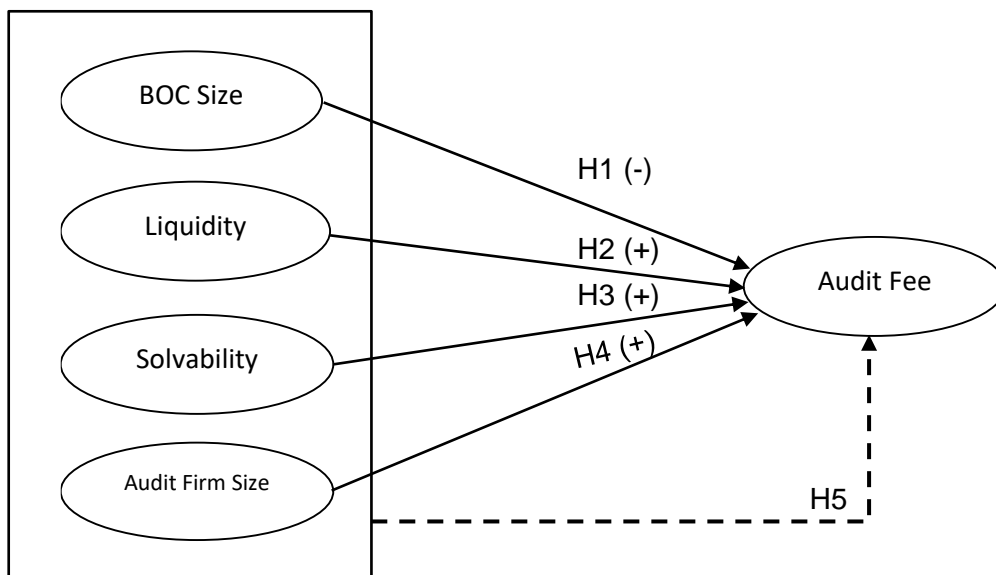 BOC Size
H1 (-)
Liquidity
H2 (+)
Audit Fee
H3 (+)
Solvability
H4 (+)
Audit Firm Size
H5